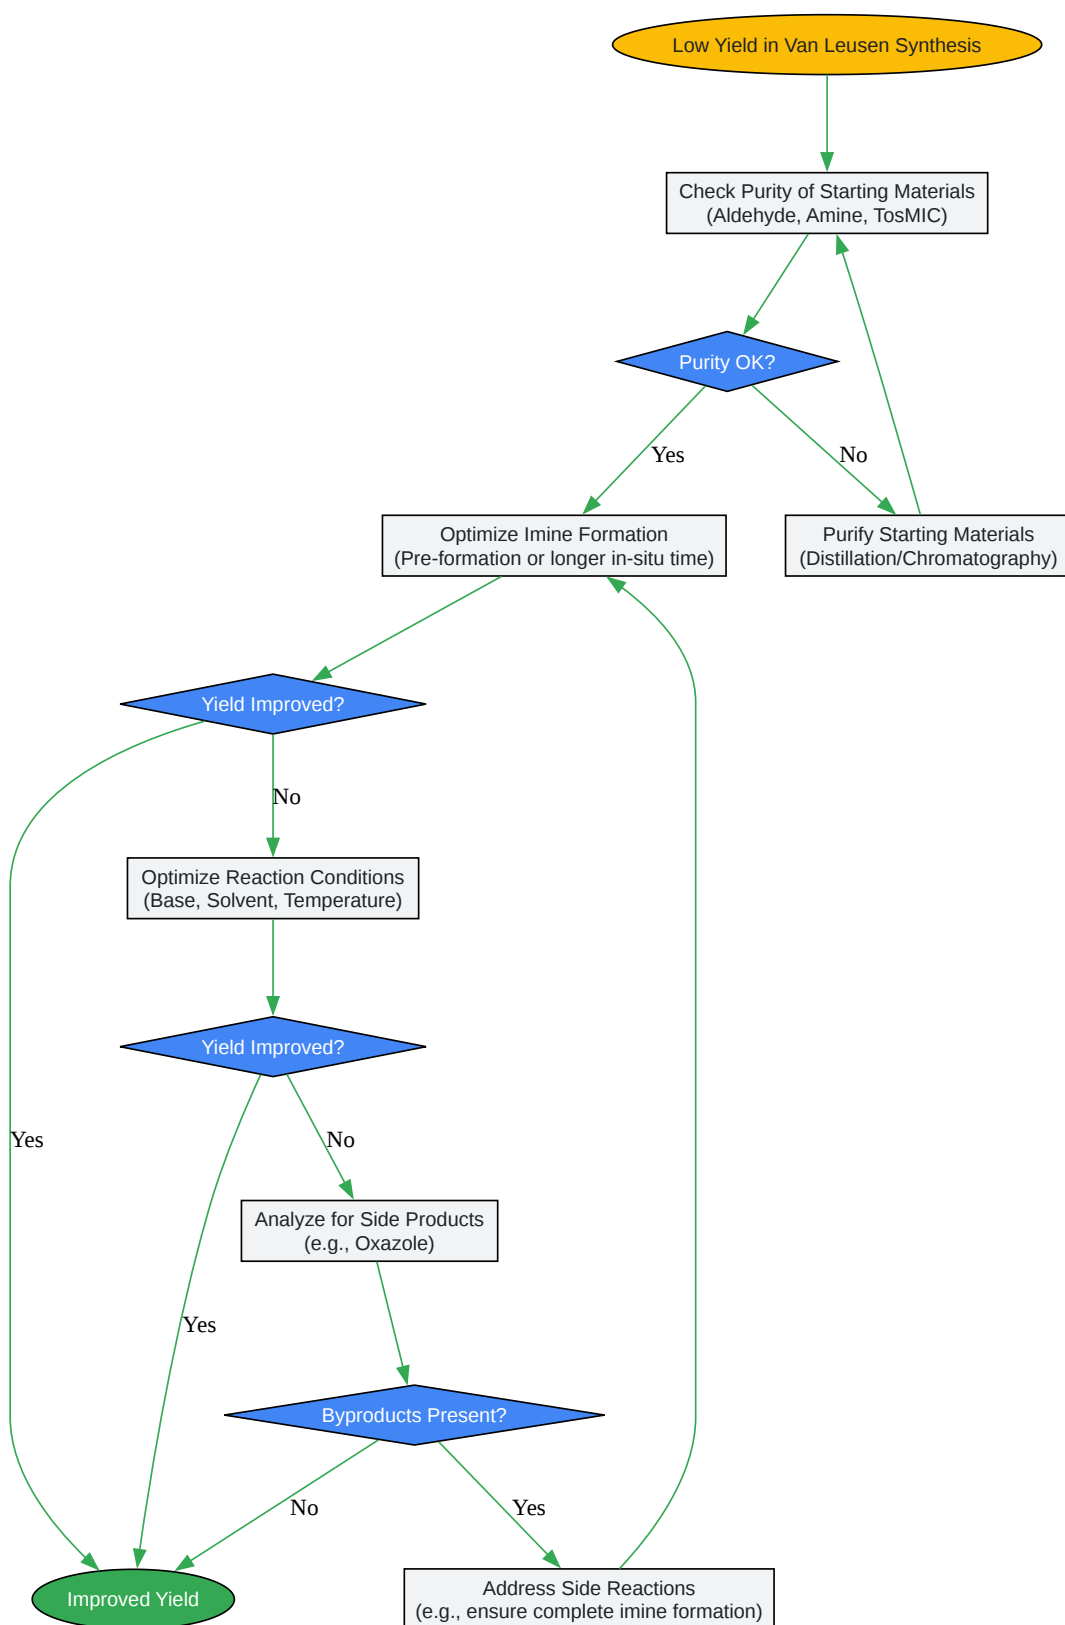 Low Yield in Van Leusen Synthesis
Check Purity of Starting Materials
(Aldehyde, Amine, TosMIC)
Purity OK?
Yes
No
Optimize Imine Formation
(Pre-formation or longer in-situ time)
Purify Starting Materials
(Distillation/Chromatography)
Yield Improved?
No
Optimize Reaction Conditions
(Base, Solvent, Temperature)
Yield Improved?
Yes
No
Analyze for Side Products
(e.g., Oxazole)
Yes
Byproducts Present?
No
Yes
Improved Yield
Address Side Reactions
(e.g., ensure complete imine formation)